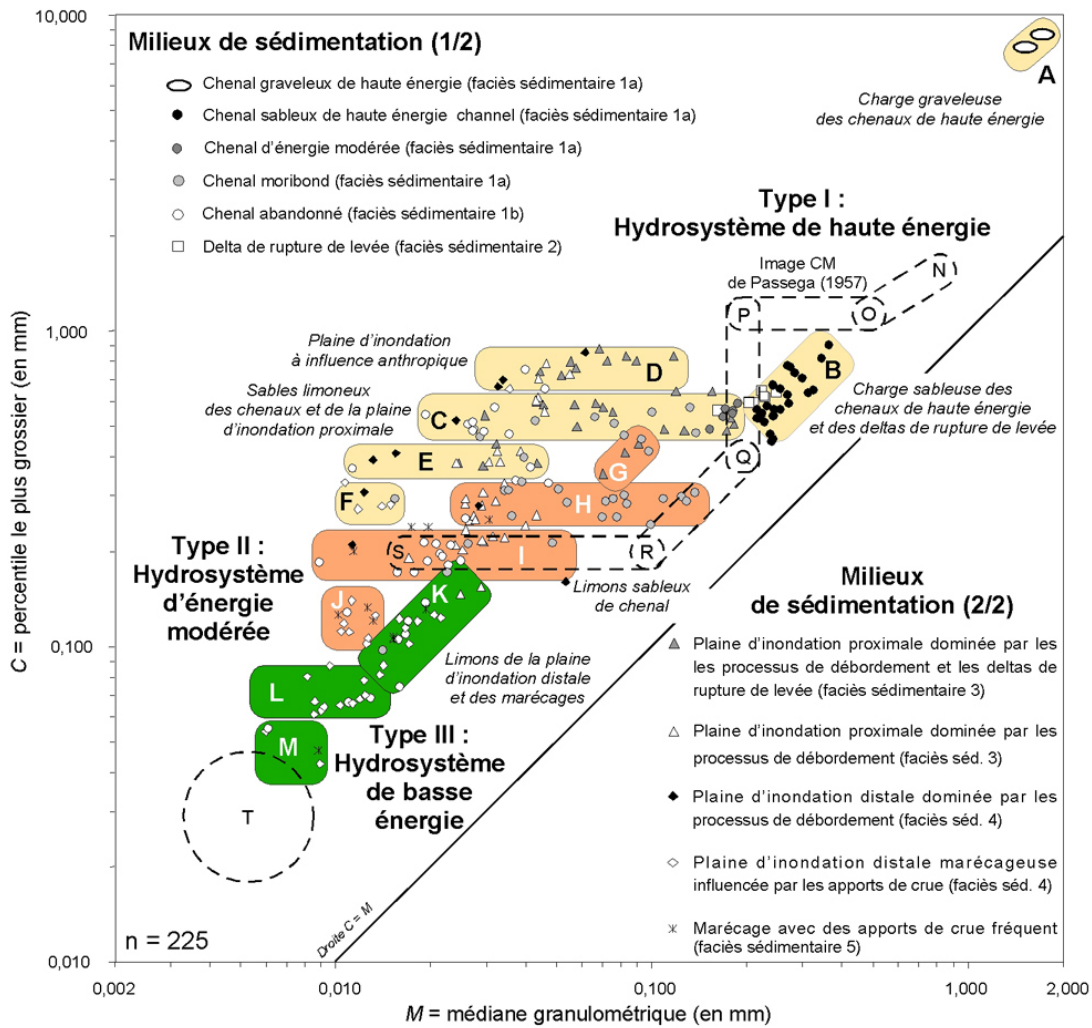 Milieux de sédimentation (1/2)
Chenal graveleux de haute énergie (faciès sédimentaire 1a)
Chenal sableux de haute énergie channel (faciès sédimentaire 1a)
Chenal d'énergie modérée (faciès sédimentaire 1a)
Chenal moribond (faciès sédimentaire 1a)
Chenal abandonné (faciès sédimentaire 1b)
Delta de rupture de levée (faciès sédimentaire 2)
A
Charge graveleuse
des chenaux de haute énergie
Type I :
Hydrosystème de haute énergie
Image CM
de Passega (1957)
N
P
O
Plaine d'inondation
à influence anthropique
D
B
Sables limoneux
des chenaux et de la plaine
d'inondation proximale
C
Charge sableuse des
chenaux de haute énergie
et des deltas de rupture de levée
E
G
Q
F
H
Type II :
Hydrosystème
d'énergie
modérée
S
I
R
Limons sableux
de chenal
J
K
Limons de la plaine
d'inondation distale
et des marécages
L
M
Type III :
Hydrosystème
de basse
énergie
T
Milieux
de sédimentation (2/2)
Plaine d'inondation proximale dominée par les
les processus de débordement et les deltas de
rupture de levée (faciès sédimentaire 3)
Plaine d'inondation proximale dominée par les
processus de débordement (faciès séd. 3)
Plaine d'inondation distale dominée par les
processus de débordement (faciès séd. 4)
Plaine d'inondation distale marécageuse
influencée par les apports de crue (faciès séd. 4)
Marécage avec des apports de crue fréquent
(faciès sédimentaire 5)
n = 225
Droite C = M
C = percentile le plus grossier (en mm)
10,000
1,000
0,100
0,010
0,002
0,010
0,100
1,000
2,000
M = médiane granulométrique (en mm)